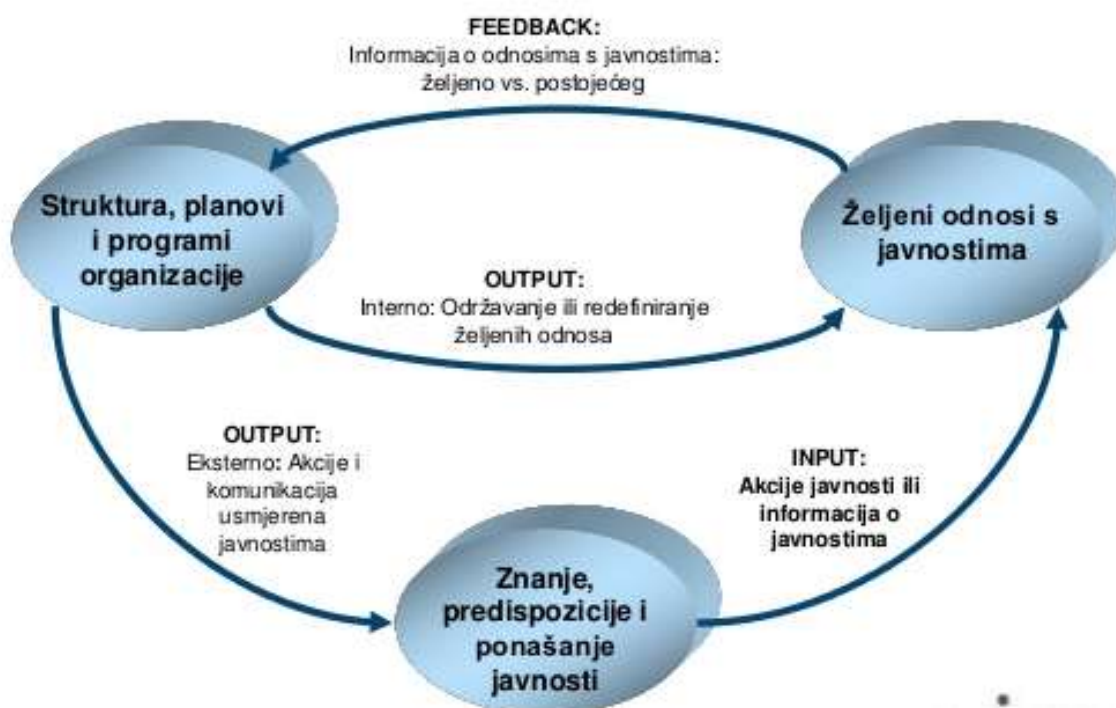 FEEDBACK:
Informacija o odnosima s javnostima:
željeno vs. postojećeg
Struktura, planovi
i programi
organizacije
Željeni odnosi s
javnostima
OUTPUT:
Interno: Održavanje ili redefiniranje
željenih odnosa
OUTPUT:
Eksterno: Akcije i
komunikacija
usmjerena
javnostima
INPUT:
Akcije javnosti ili
informacija o
javnostima
Znanje,
predispozicije i
ponašanje
javnosti